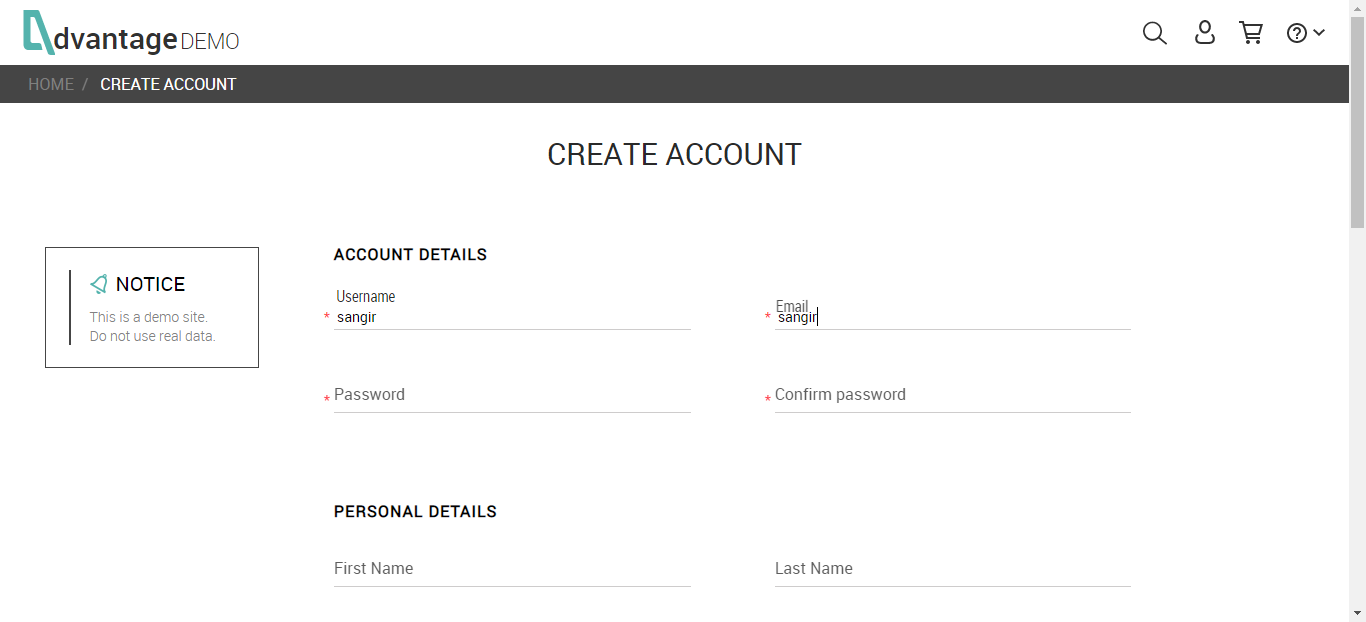 dvantage DEMO
HOME / CREATE ACCOUNT
CREATE ACCOUNT
NOTICE
This is a demo site.
Do not use real data.
ACCOUNT DETAILS
Username
* sangir
Email
* sangir
* Password
* Confirm password
PERSONAL DETAILS
First Name
Last Name